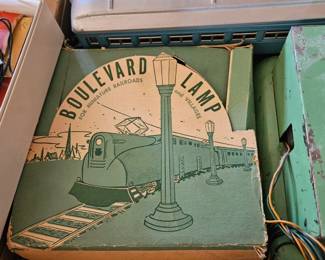 BOULEVARD LAMP
FOR MINIATURE RAILROADS AND VILLAGES